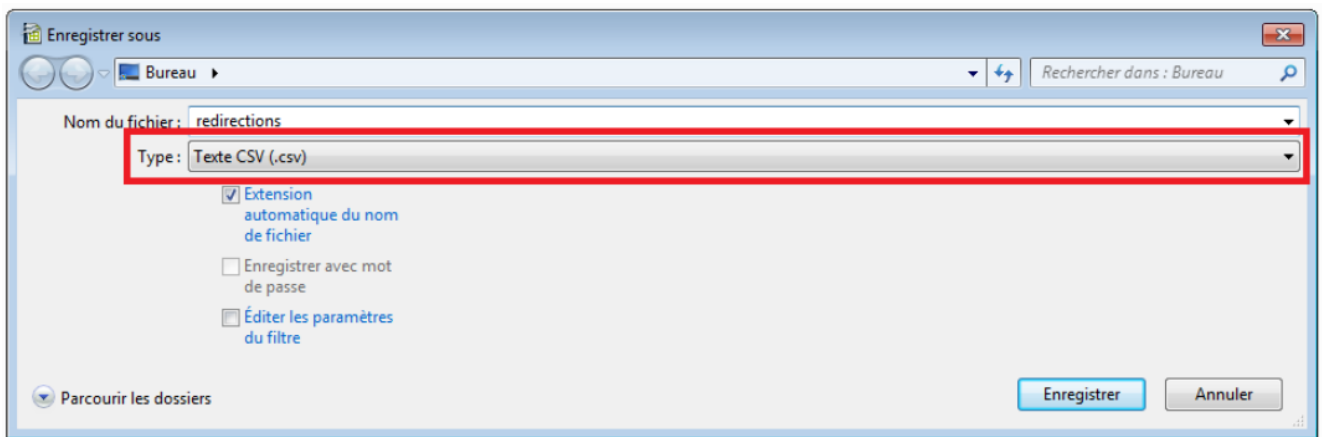 Enregistrer sous
Bureau
Rechercher dans : Bureau
Nom du fichier : redirections
Type : Texte CSV (.csv)
Extension
automatique du nom
de fichier
Enregistrer avec mot
de passe
Éditer les paramètres
du filtre
Parcourir les dossiers
Enregistrer
Annuler